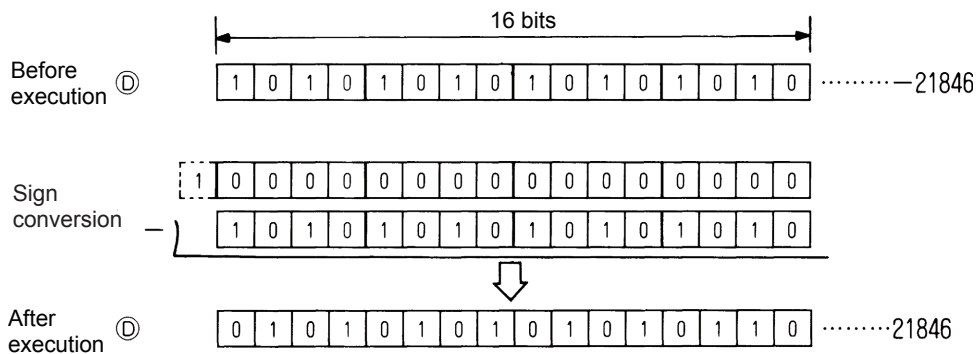 16 bits
Before
execution Ⓓ 1 0 1 0 1 0 1 0 1 0 1 0 1 0 1 0 ········· —21846
1 0 0 0 0 0 0 0 0 0 0 0 0 0 0 0 0
Sign
conversion — 1 0 1 0 1 0 1 0 1 0 1 0 1 0 1 0
After
execution Ⓓ 0 1 0 1 0 1 0 1 0 1 0 1 0 1 1 0 ·········21846